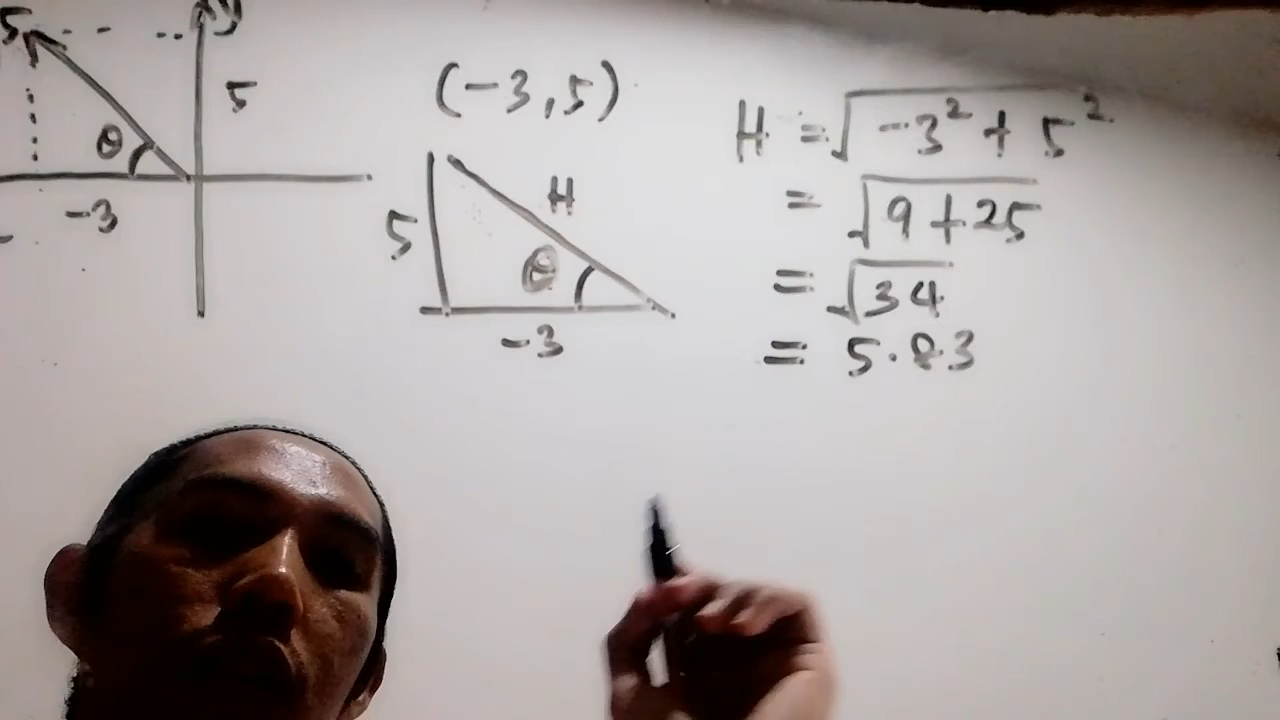 5
y
5
θ
-3
(-3,5)
5
H
θ
-3
H = √-3² + 5²
= √9+25
= √34
= 5.83